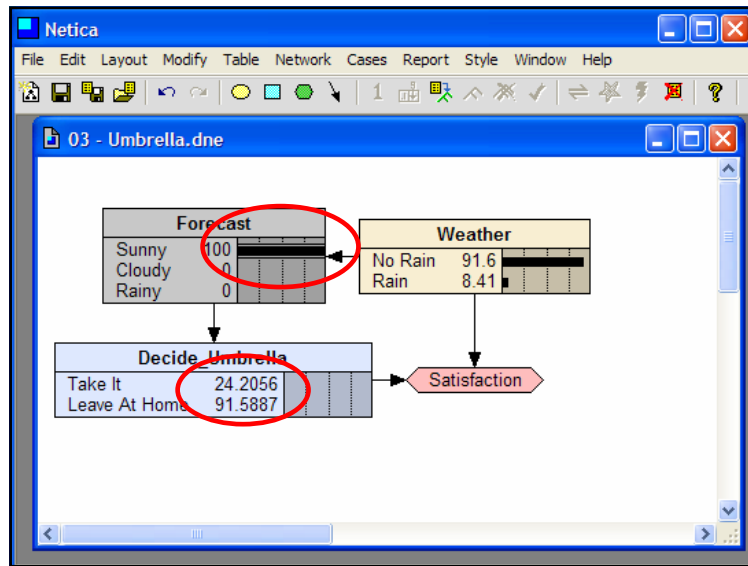 Netica
File Edit Layout Modify Table Network Cases Report Style Window Help
1 ?
03 - Umbrella.dne
Forecast
Sunny 100
Cloudy 0
Rainy 0
Weather
No Rain 91.6
Rain 8.41
Decide_Umbrella
Take It 24.2056
Leave At Home 91.5887
Satisfaction